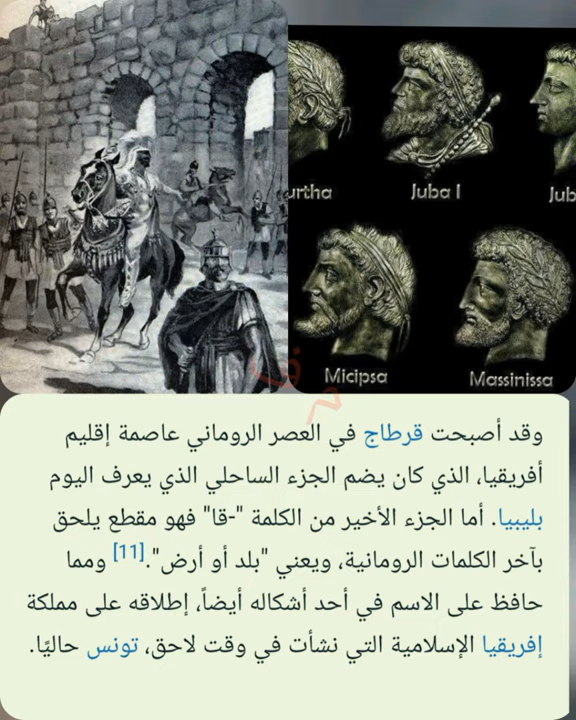 urtha
Juba I
Jub
Micipsa
Massinissa
وقد أصبحت قرطاج في العصر الروماني عاصمة إقليم
أفريقيا، الذي كان يضم الجزء الساحلي الذي يعرف اليوم
بليبيا. أما الجزء الأخير من الكلمة "-قا" فهو مقطع يلحق
بآخر الكلمات الرومانية، ويعني "بلد أو أرض".[11] ومما
حافظ على الاسم في أحد أشكاله أيضاً، إطلاقه على مملكة
إفريقيا الإسلامية التي نشأت في وقت لاحق، تونس حاليًا.